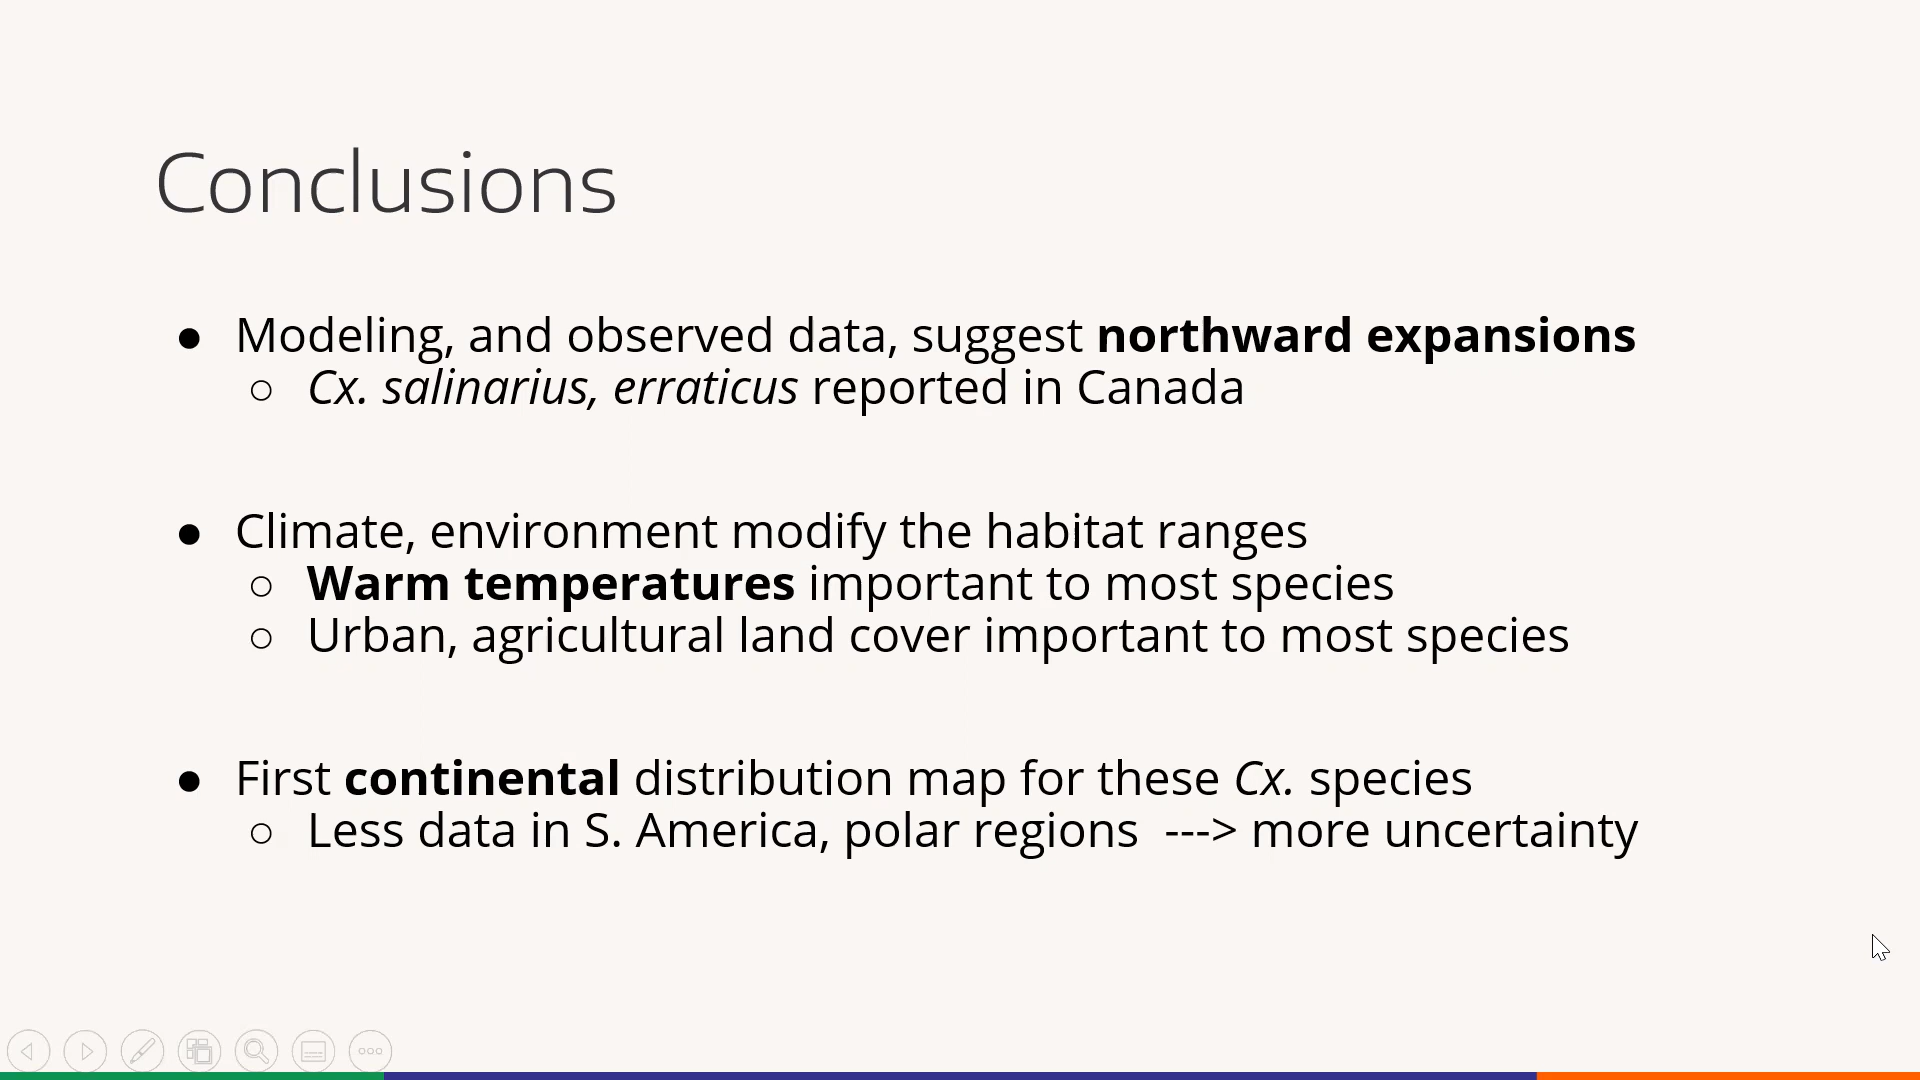 Conclusions
● Modeling, and observed data, suggest northward expansions
○ Cx. salinarius, erraticus reported in Canada
● Climate, environment modify the habitat ranges
○ Warm temperatures important to most species
○ Urban, agricultural land cover important to most species
● First continental distribution map for these Cx. species
○ Less data in S. America, polar regions  ---> more uncertainty